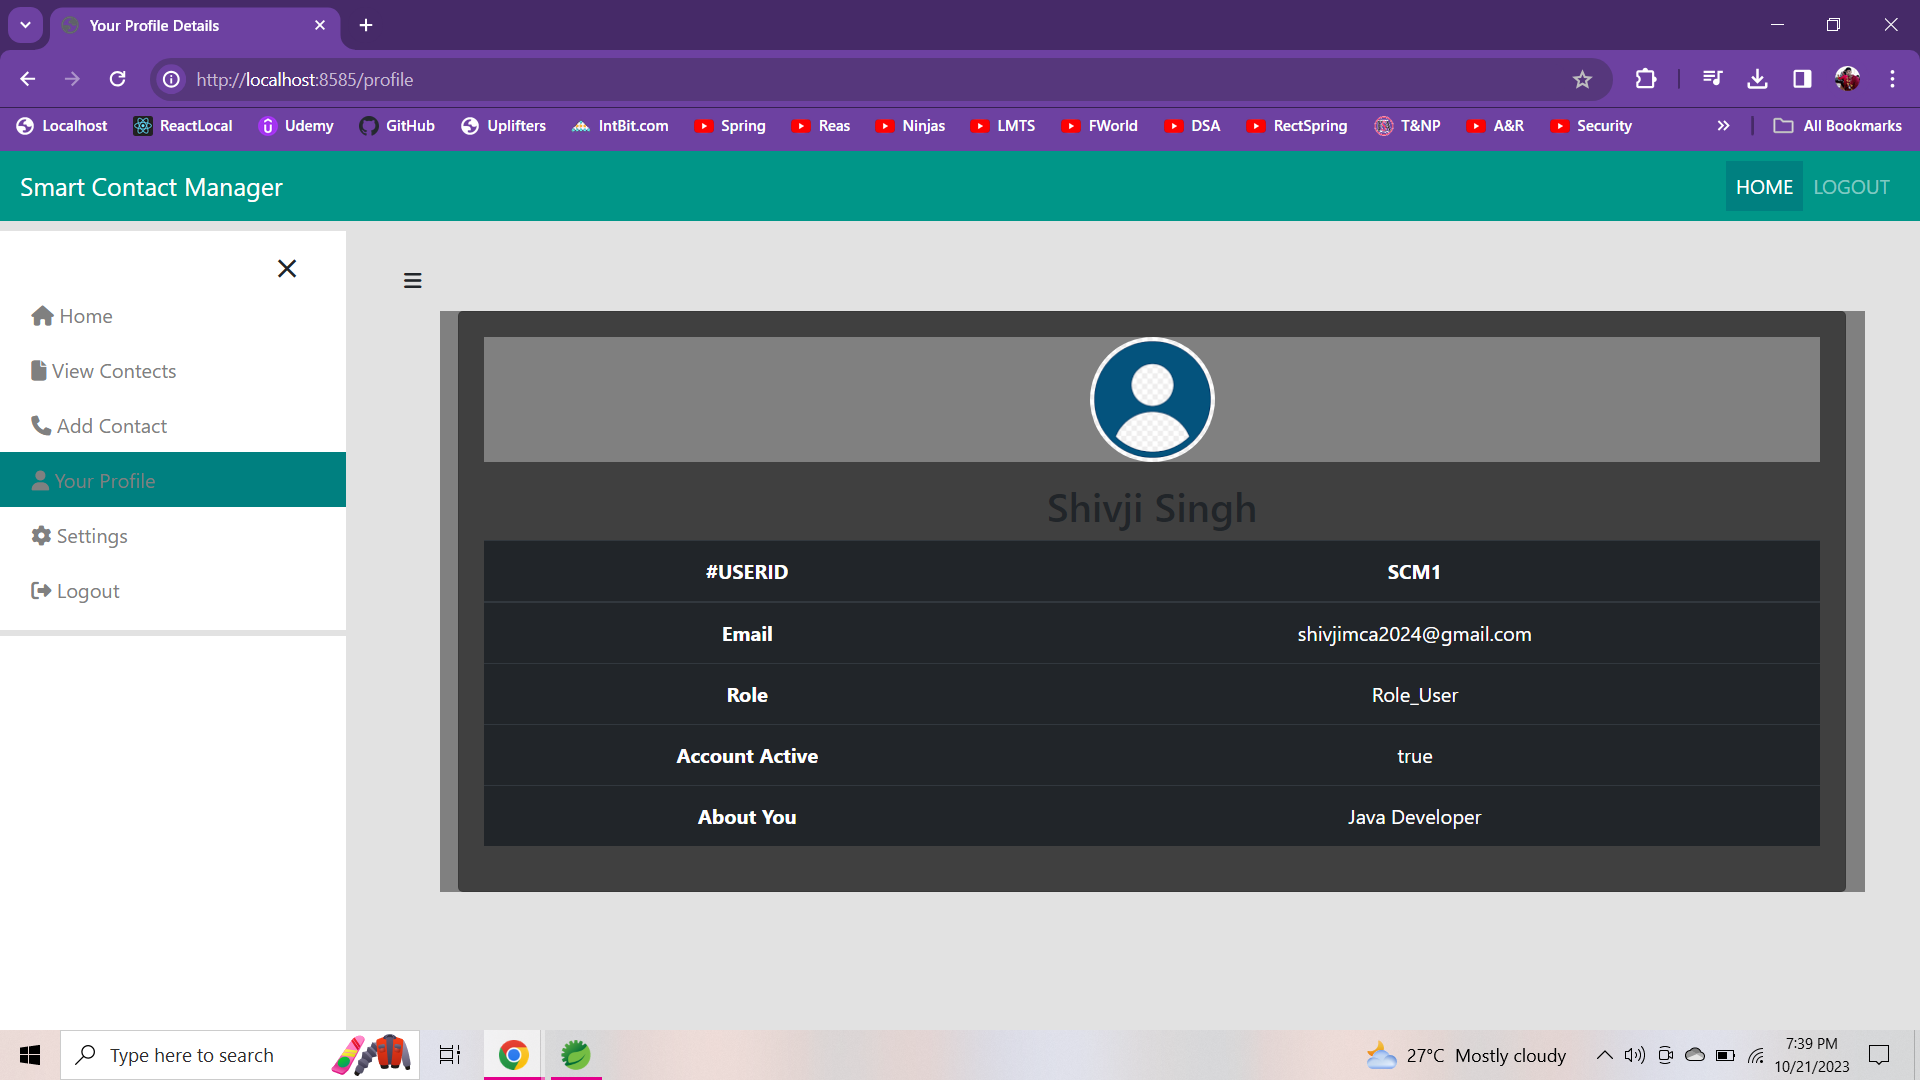 Your Profile Details
http://localhost:8585/profile
Localhost ReactLocal Udemy GitHub Uplifters IntBit.com Spring Reas Ninjas LMTS FWorld DSA RectSpring T&NP A&R Security All Bookmarks
Smart Contact Manager HOME LOGOUT
Home
View Contects
Add Contact
Your Profile
Settings
Logout
Shivji Singh
#USERID SCM1
Email shivjimca2024@gmail.com
Role Role_User
Account Active true
About You Java Developer
Type here to search
27°C Mostly cloudy
7:39 PM
10/21/2023